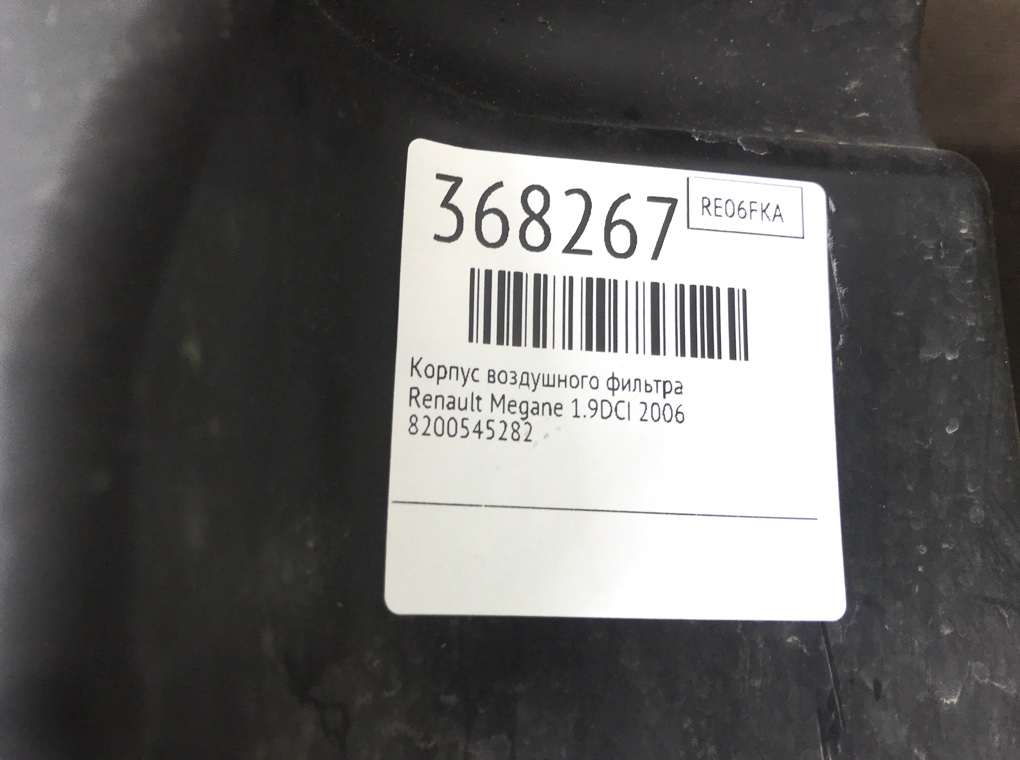 368267
RE06FKA
Корпус воздушного фильтра
Renault Megane 1.9DCI 2006
8200545282